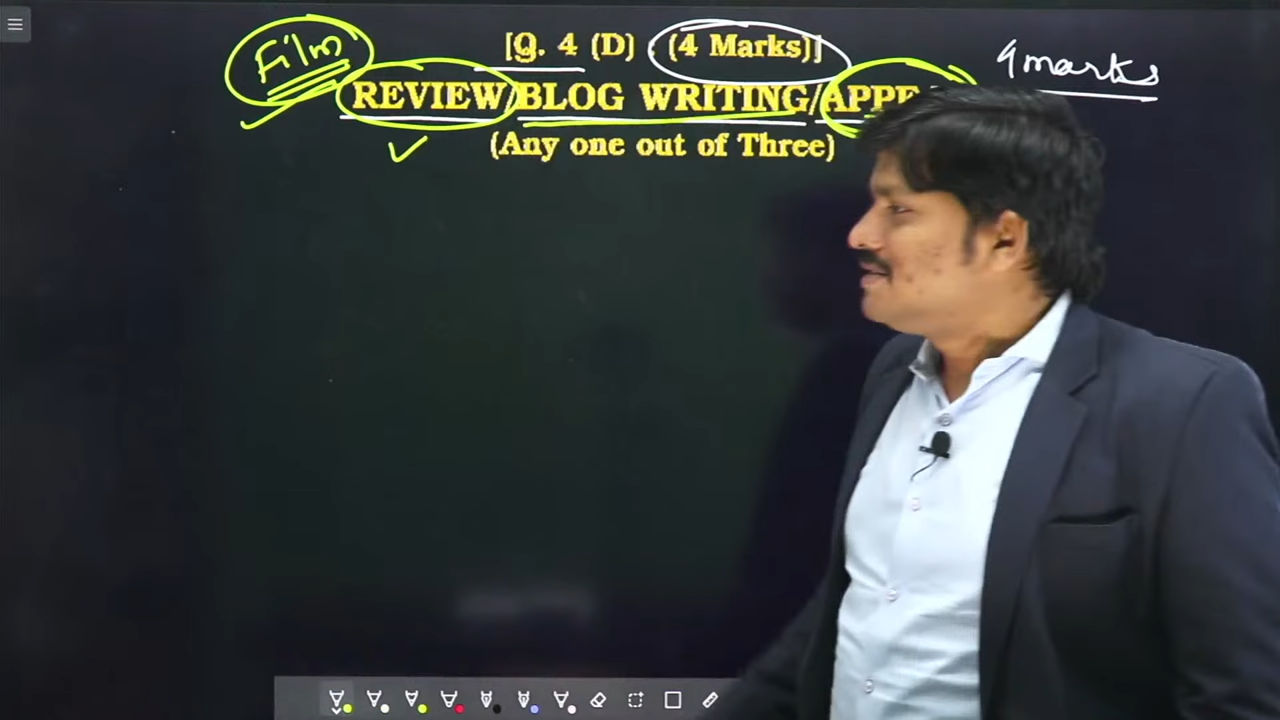 [Q. 4 (D) (4 Marks)]
4 marks
Film
REVIEW/BLOG WRITING/
(Any one out of Three)